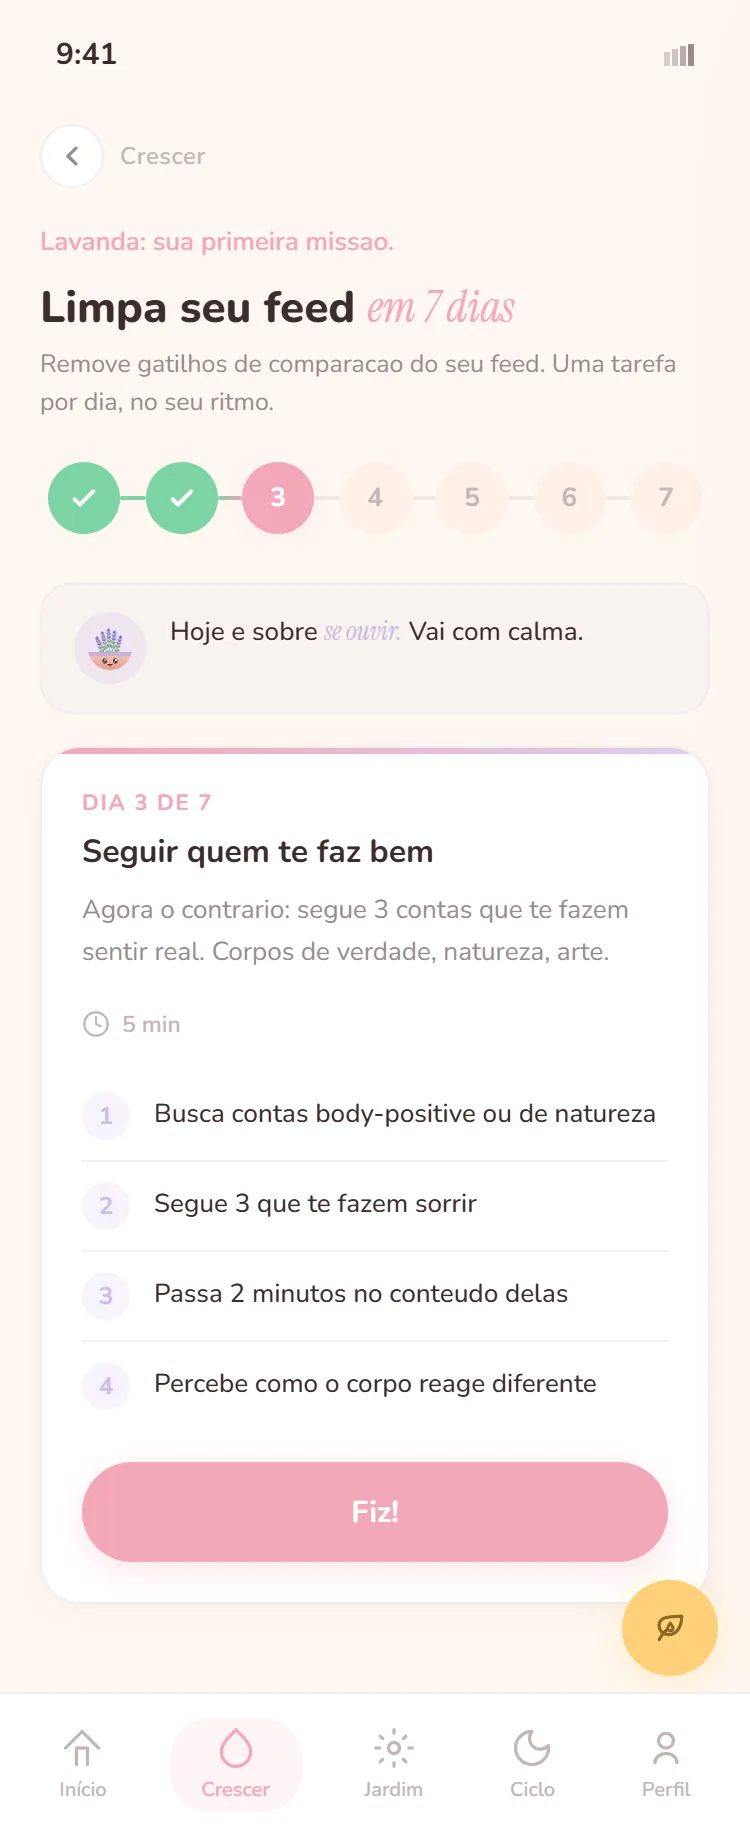 9:41
Crescer
Lavanda: sua primeira missao.
Limpa seu feed em 7 dias
Remove gatilhos de comparacao do seu feed. Uma tarefa
por dia, no seu ritmo.
3 4 5 6 7
Hoje e sobre se ouvir. Vai com calma.
DIA 3 DE 7
Seguir quem te faz bem
Agora o contrario: segue 3 contas que te fazem
sentir real. Corpos de verdade, natureza, arte.
5 min
1 Busca contas body-positive ou de natureza
2 Segue 3 que te fazem sorrir
3 Passa 2 minutos no conteudo delas
4 Percebe como o corpo reage diferente
Fiz!
Início Crescer Jardim Ciclo Perfil